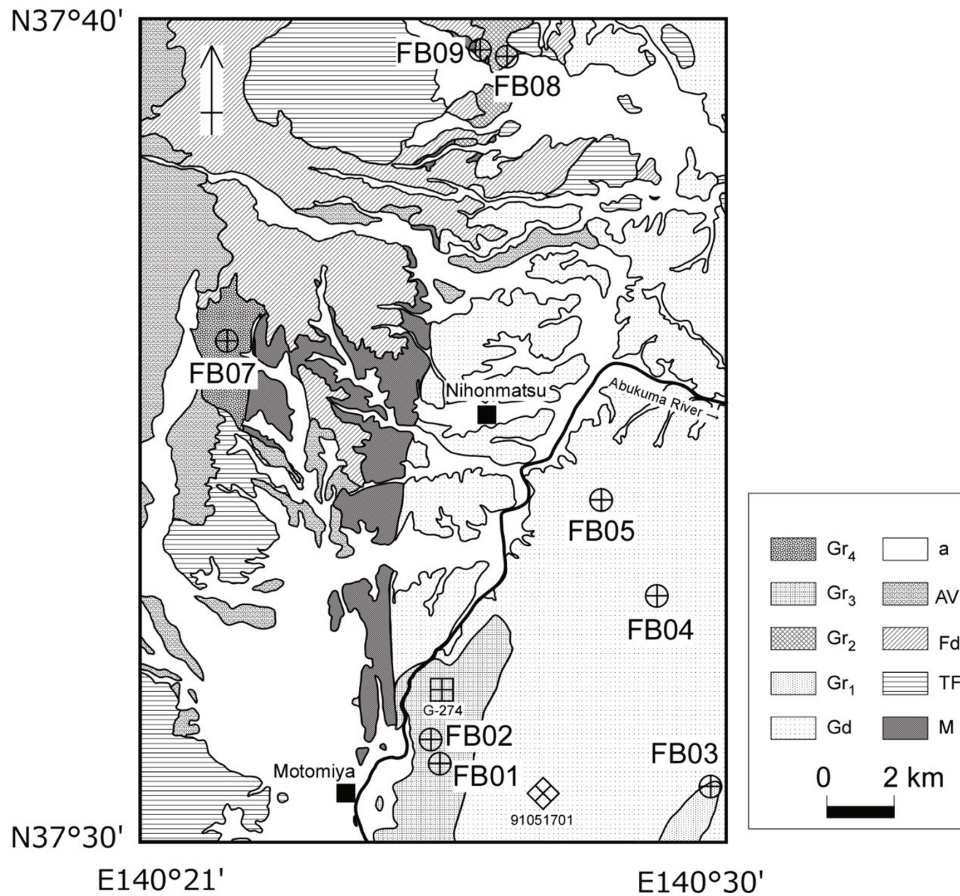 N37°40'
FB09
FB08
FB07
Nihonmatsu
Abukuma River →
FB05
FB04
G-274
FB02
FB01
FB03
Motomiya
91051701
N37°30'
E140°21'
E140°30'
Gr4
a
Gr3
AV
Gr2
Fd
Gr1
TF
Gd
M
0 2 km